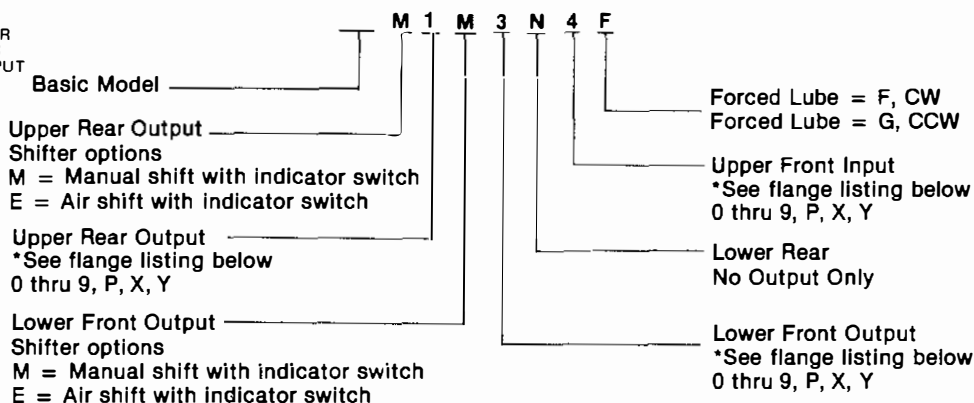 M 1 M 3 N 4 F
R
PUT
Basic Model
Upper Rear Output
Shifter options
M = Manual shift with indicator switch
E = Air shift with indicator switch
Upper Rear Output
*See flange listing below
0 thru 9, P, X, Y
Lower Front Output
Shifter options
M = Manual shift with indicator switch
E = Air shift with indicator switch
Forced Lube = F, CW
Forced Lube = G, CCW
Upper Front Input
*See flange listing below
0 thru 9, P, X, Y
Lower Rear
No Output Only
Lower Front Output
*See flange listing below
0 thru 9, P, X, Y